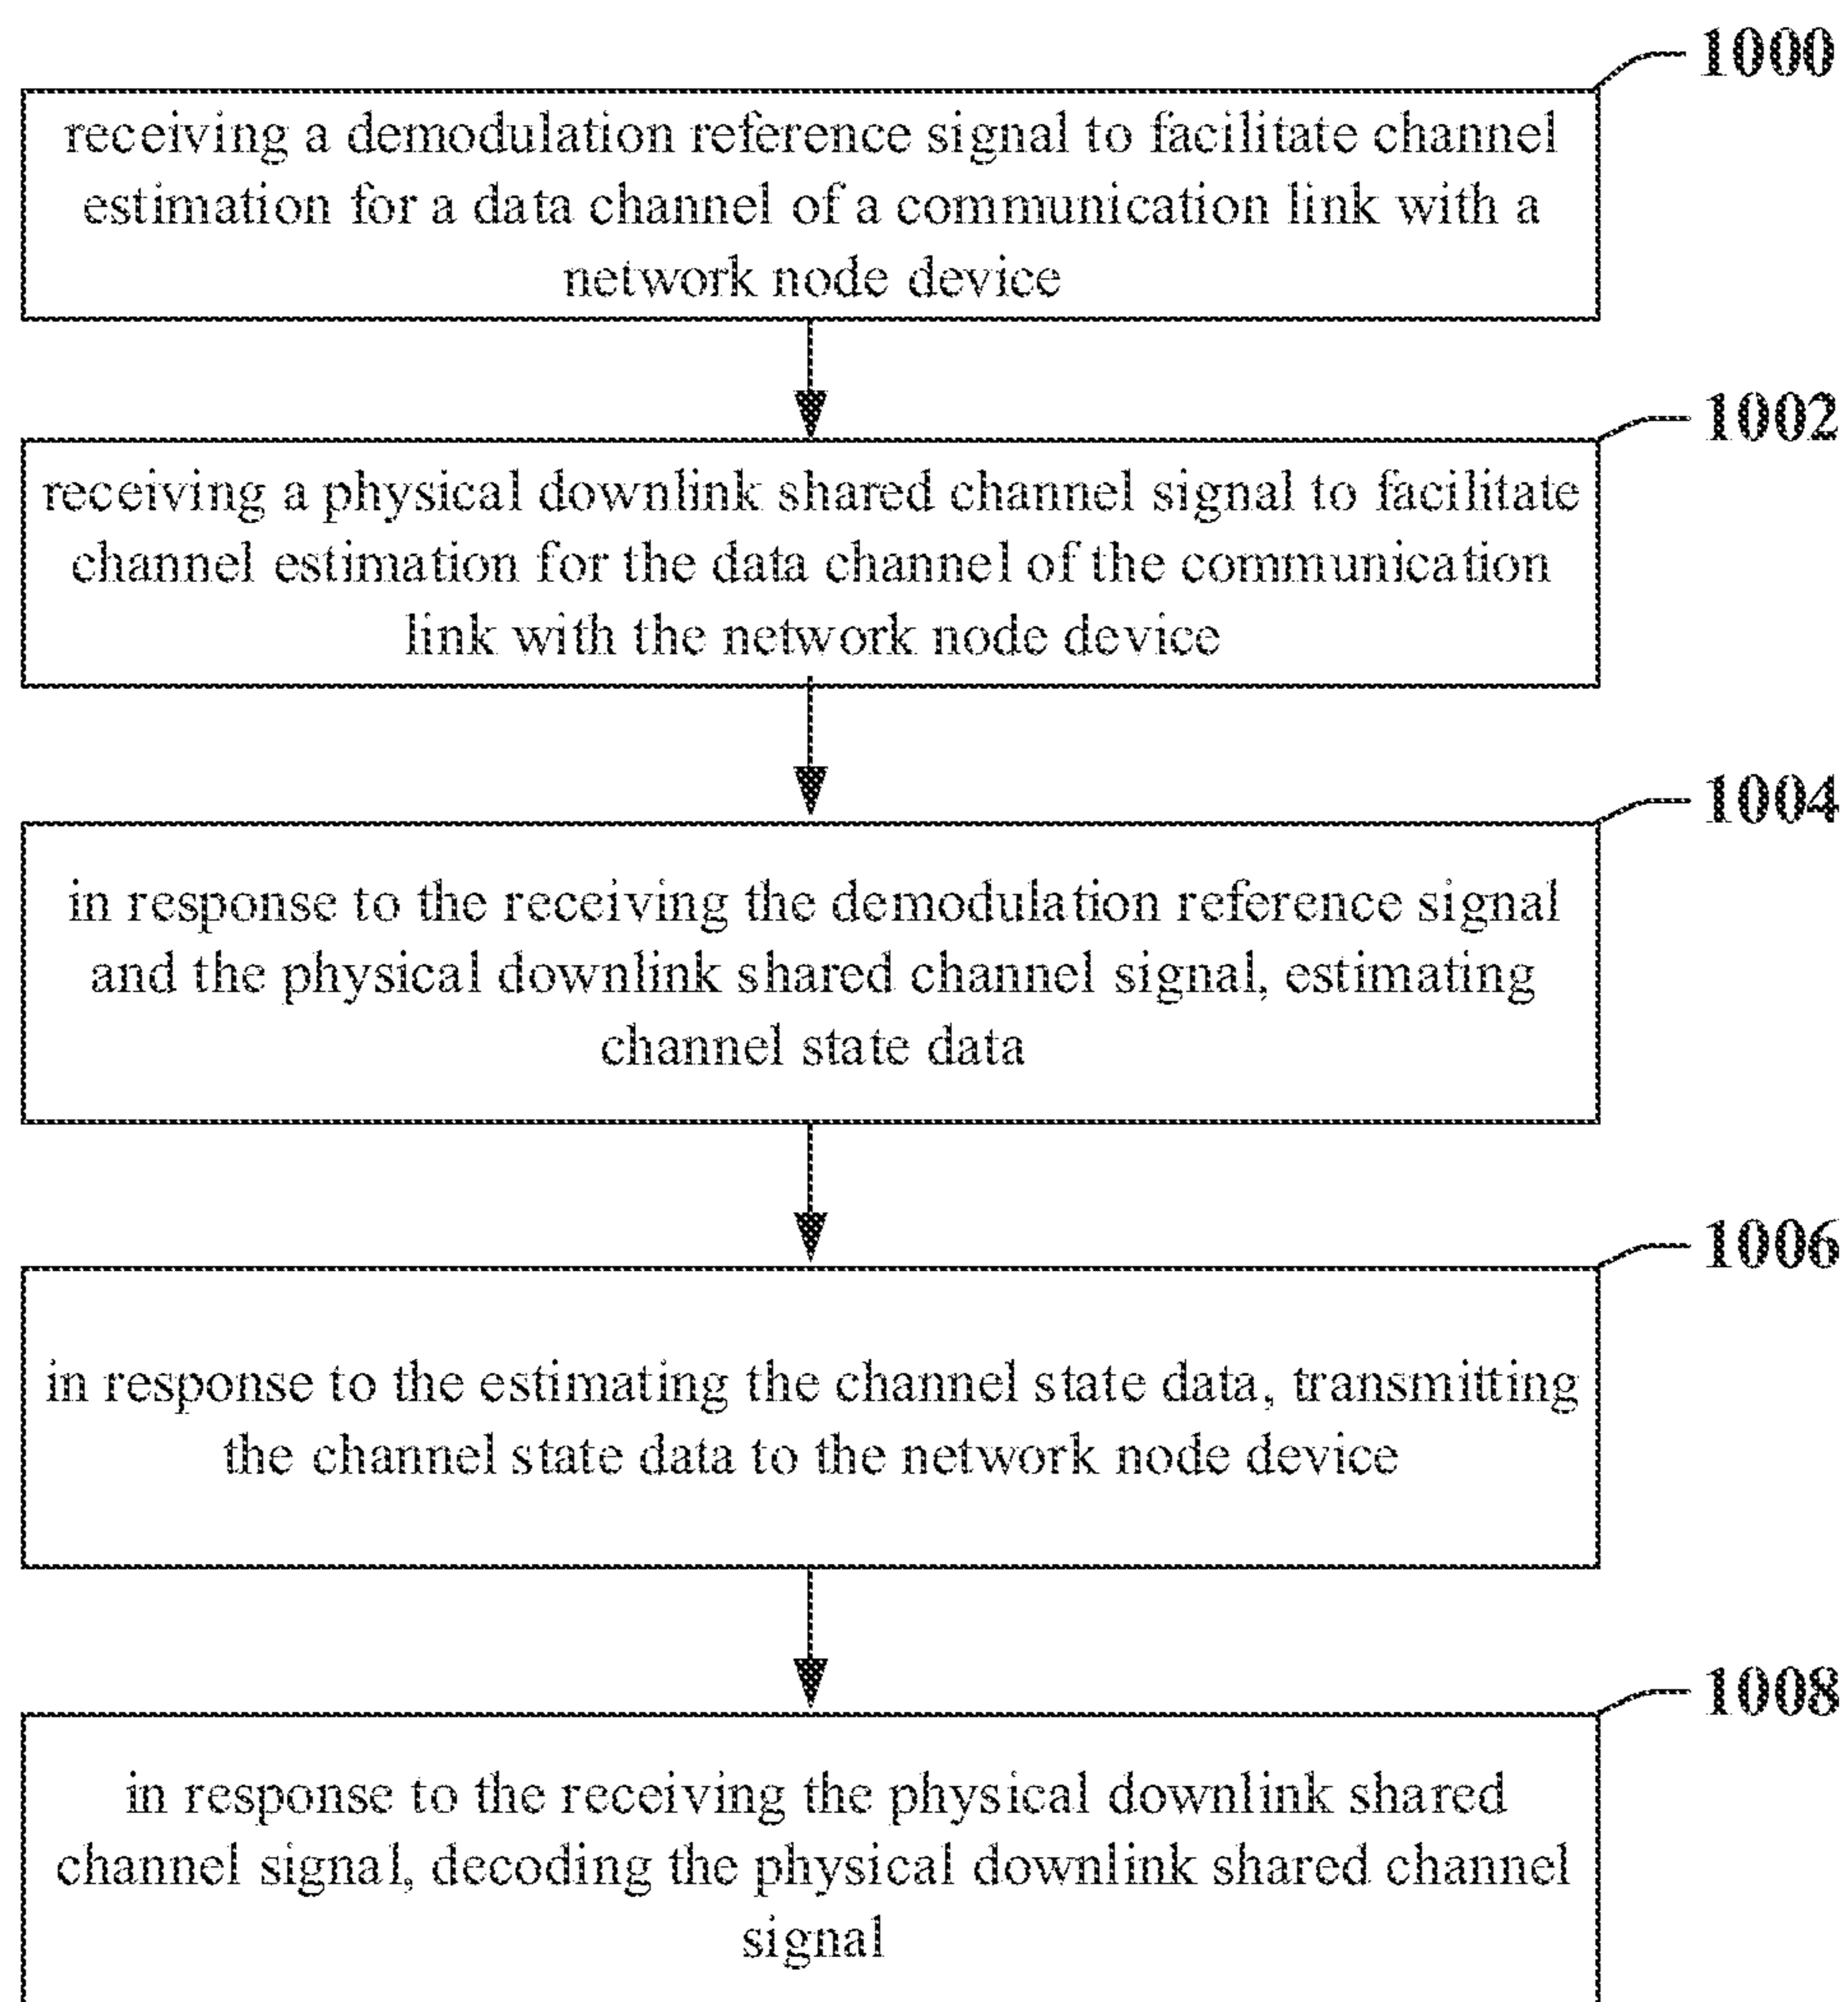 1000
receiving a demodulation reference signal to facilitate channel
estimation for a data channel of a communication link with a
network node device
1002
receiving a physical downlink shared channel signal to facilitate
channel estimation for the data channel of the communication
link with the network node device
1004
in response to the receiving the demodulation reference signal
and the physical downlink shared channel signal, estimating
channel state data
1006
in response to the estimating the channel state data, transmitting
the channel state data to the network node device
1008
in response to the receiving the physical downlink shared
channel signal, decoding the physical downlink shared channel
signal